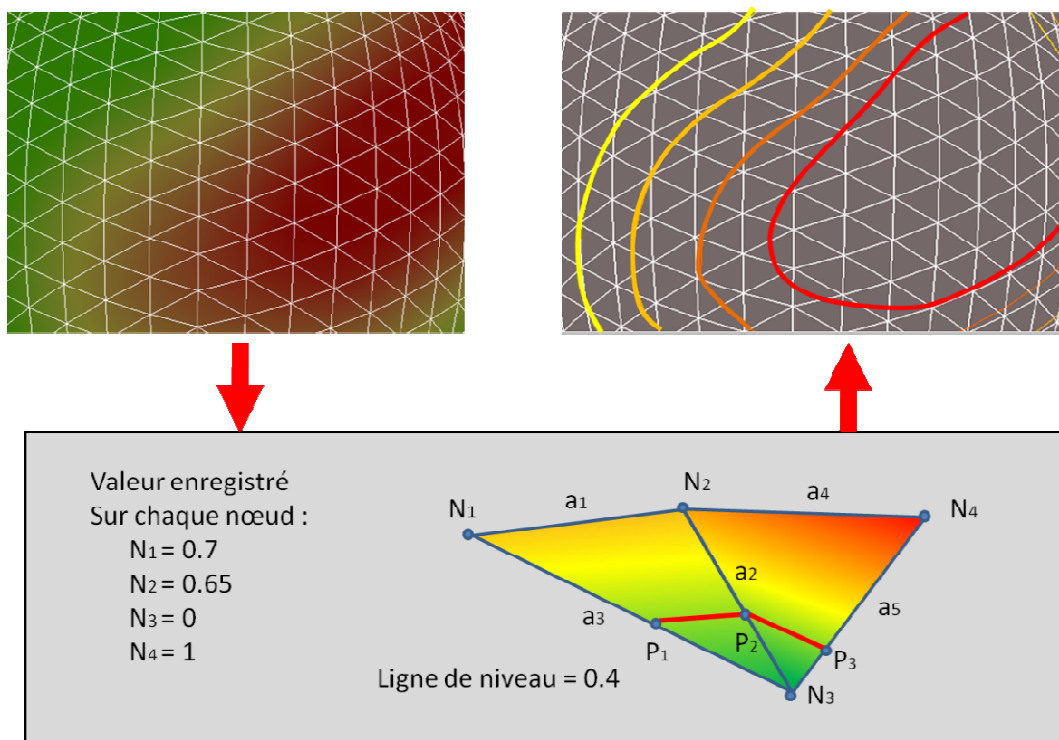 Valeur enregistré
Sur chaque nœud :
N1 = 0.7
N2 = 0.65
N3 = 0
N4 = 1
N1
a1
N2
a4
N4
a3
a2
a5
P1
P2
P3
N3
Ligne de niveau = 0.4